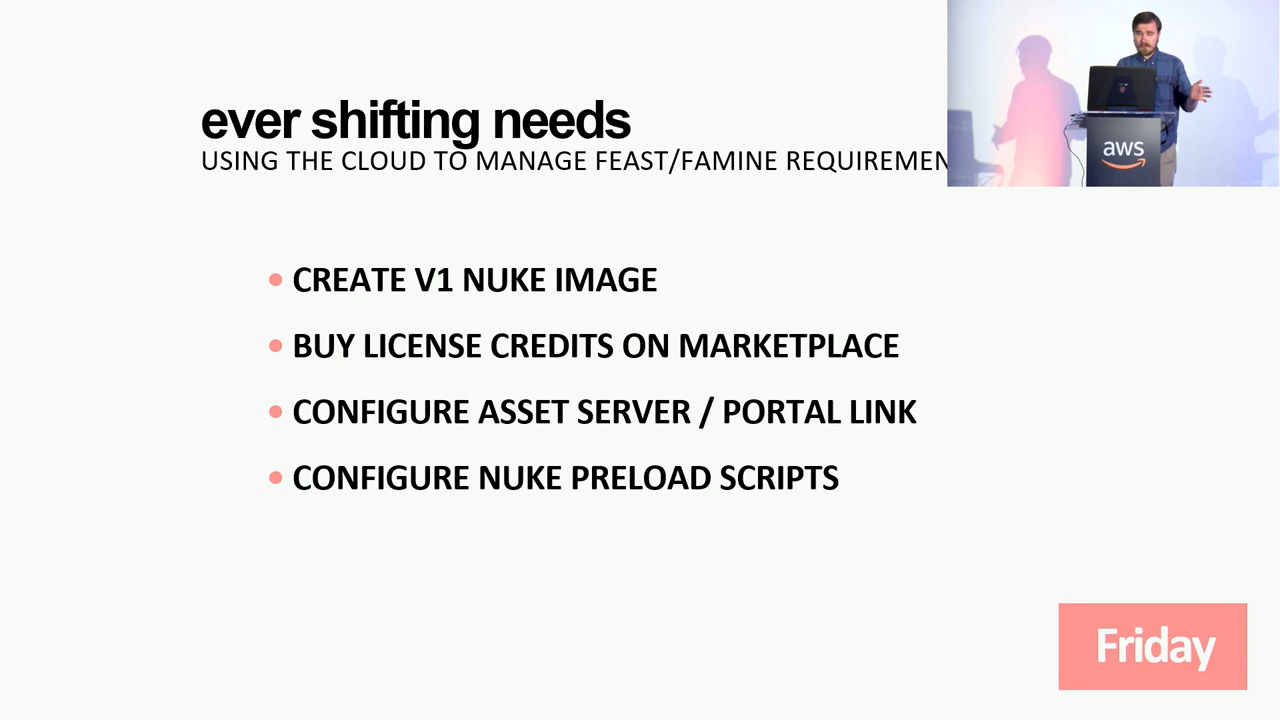 ever shifting needs
USING THE CLOUD TO MANAGE FEAST/FAMINE
aws
• CREATE V1 NUKE IMAGE
• BUY LICENSE CREDITS ON MARKETPLACE
• CONFIGURE ASSET SERVER / PORTAL LINK
• CONFIGURE NUKE PRELOAD SCRIPTS
Friday